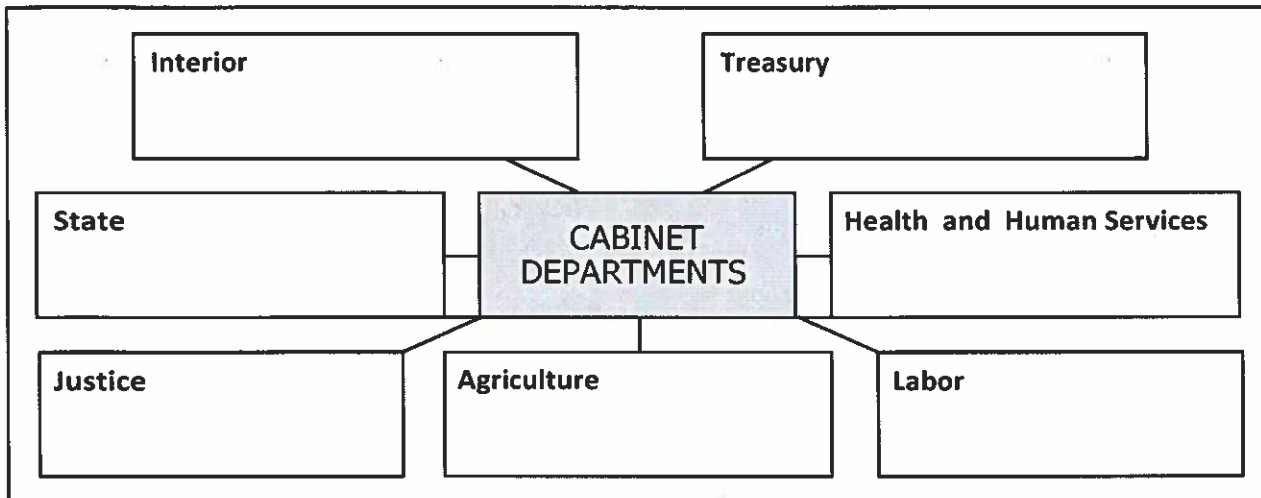 Interior
Treasury
State
CABINET
DEPARTMENTS
Health and Human Services
Justice
Agriculture
Labor